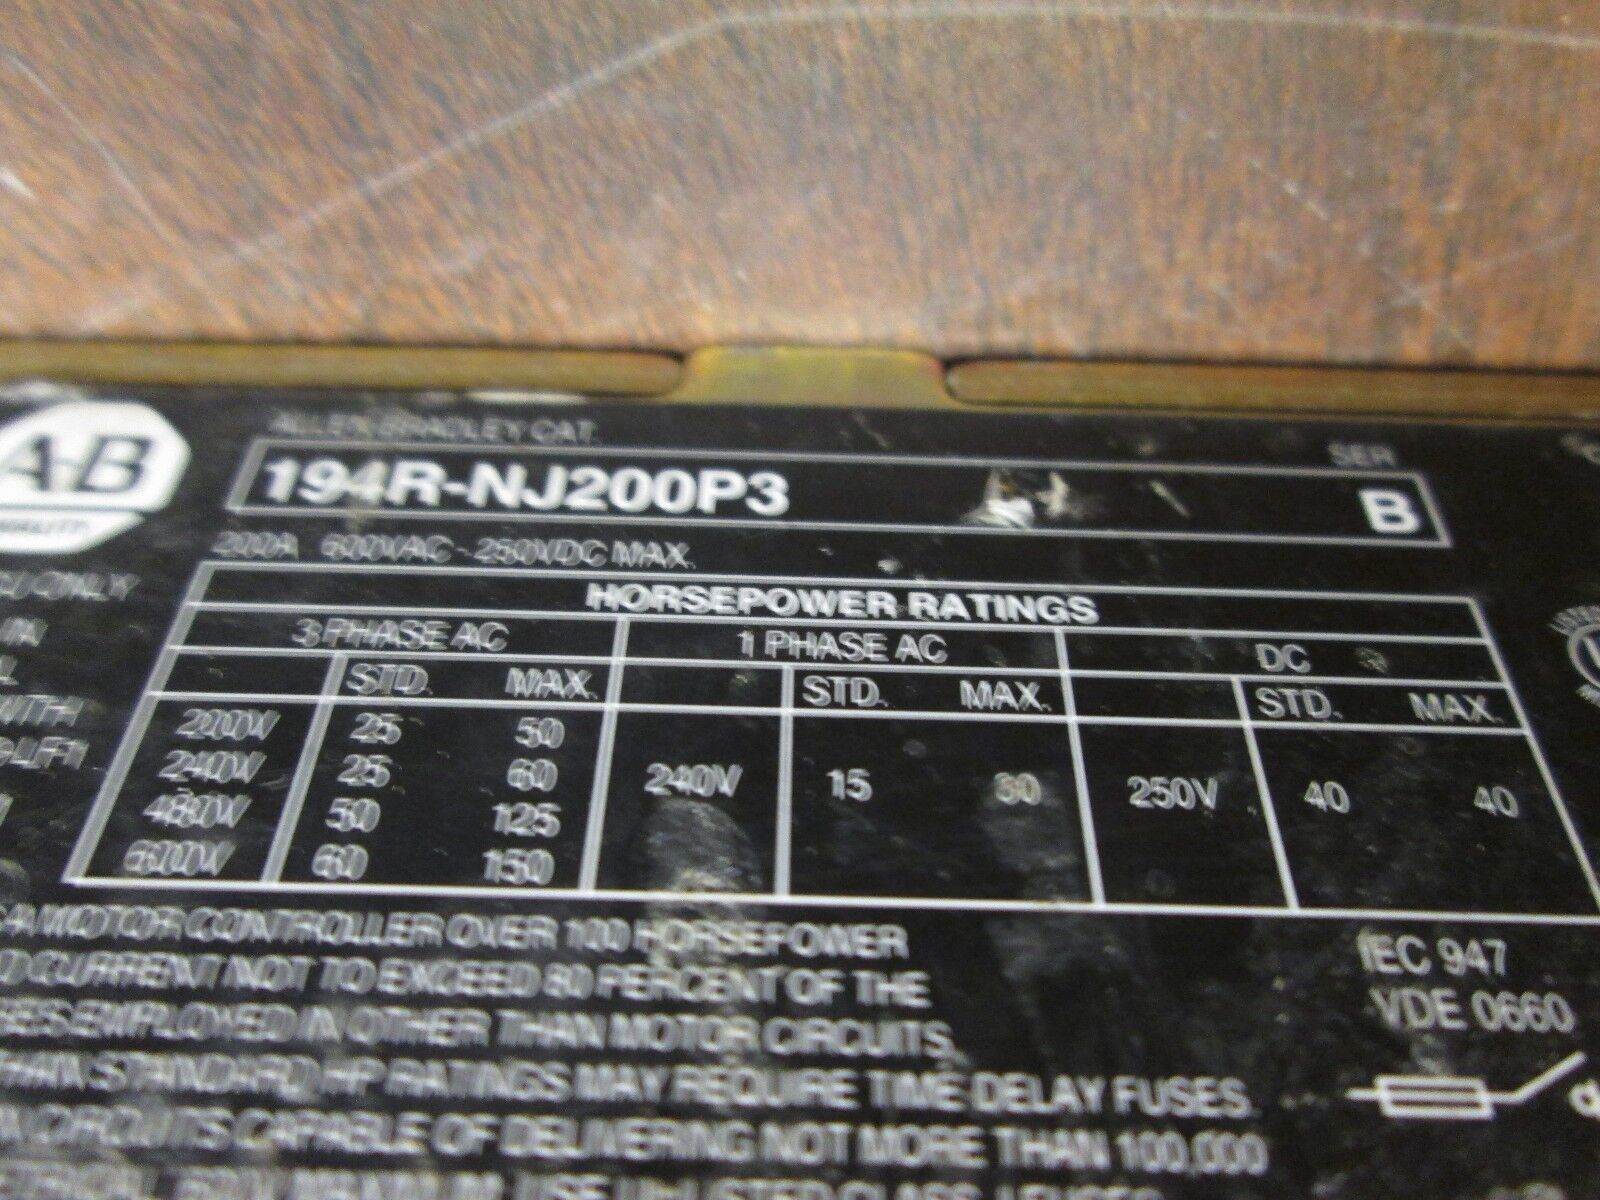 ALLEN-BRADLEY CAT.
SER
A-B
QUALITY
194R-NJ200P3 B
200A 600VAC - 250VDC MAX.
HORSEPOWER RATINGS
3 PHASE AC 1 PHASE AC DC
STD. MAX. STD. MAX. STD. MAX.
200V 25 50
240V 25 60 240V 15 30 250V 40 40
480V 50 125
600V 60 150
ONLY
IN
WITH
A MOTOR CONTROLLER OVER 100 HORSEPOWER
CURRENT NOT TO EXCEED 80 PERCENT OF THE
EMPLOYED IN OTHER THAN MOTOR CIRCUITS.
STANDARD HP RATINGS MAY REQUIRE TIME DELAY FUSES.
CIRCUITS CAPABLE OF DELIVERING NOT MORE THAN 100,000
IEC 947
VDE 0660